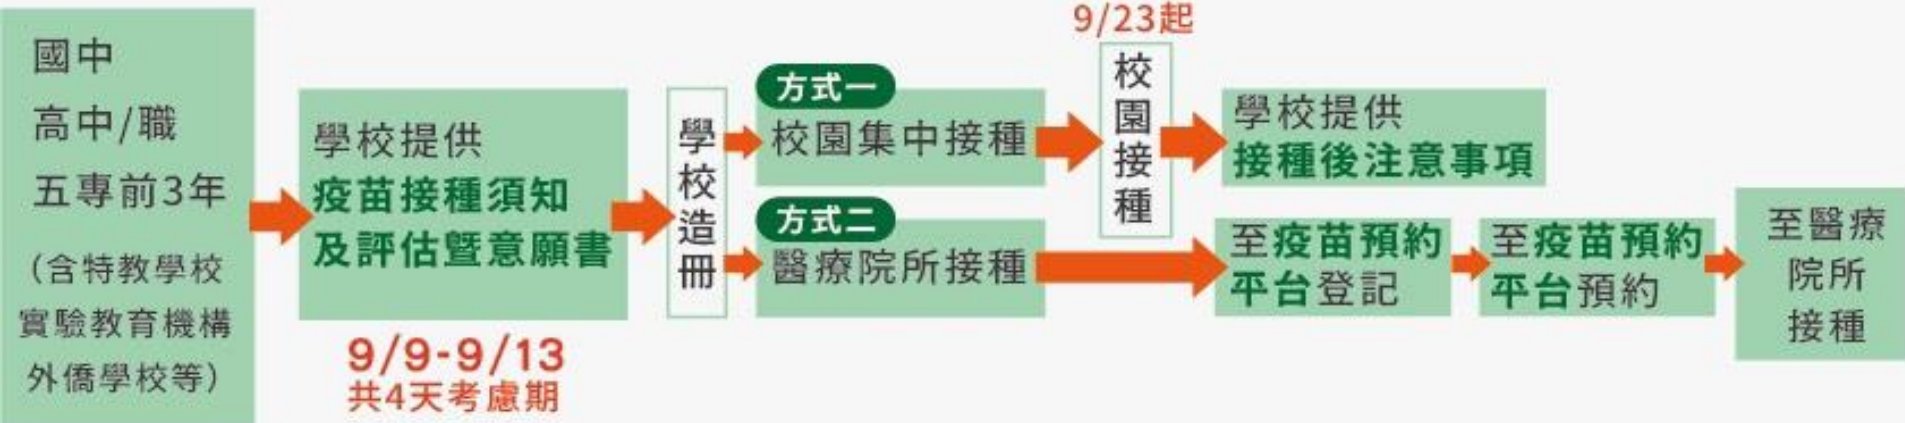 國中
高中/職
五專前3年
(含特教學校
實驗教育機構
外僑學校等)
學校提供
疫苗接種須知
及評估暨意願書
9/9-9/13
共4天考慮期
學校造冊
方式一
校園集中接種
9/23起
校園接種
學校提供
接種後注意事項
方式二
醫療院所接種
至疫苗預約
平台登記
至疫苗預約
平台預約
至醫療
院所
接種